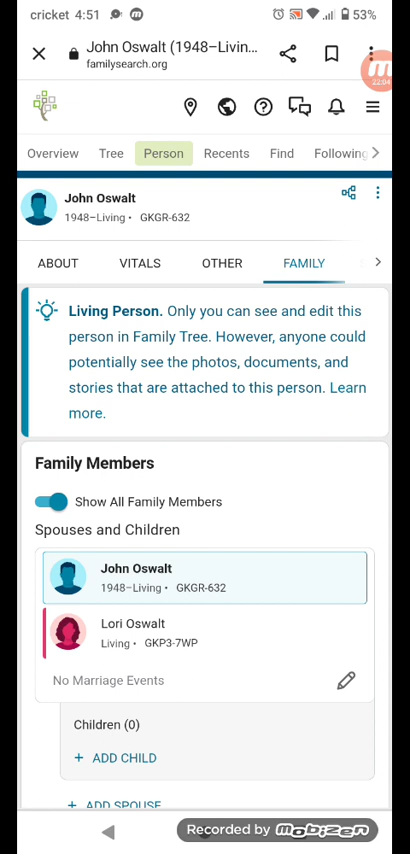 cricket 4:51 53%
John Oswalt (1948–Livin...
familysearch.org
22:04
Overview Tree Person Recents Find Following
John Oswalt
1948–Living • GKGR-632
ABOUT VITALS OTHER FAMILY
Living Person. Only you can see and edit this
person in Family Tree. However, anyone could
potentially see the photos, documents, and
stories that are attached to this person. Learn
more.
Family Members
Show All Family Members
Spouses and Children
John Oswalt
1948–Living • GKGR-632
Lori Oswalt
Living • GKP3-7WP
No Marriage Events
Children (0)
+ ADD CHILD
+ ADD SPOUSE
Recorded by mobizen